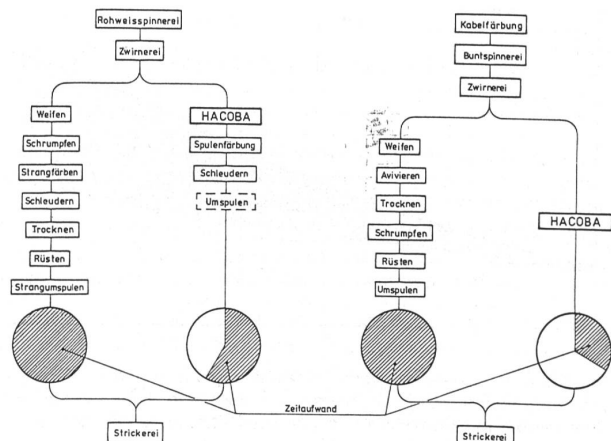 Rohweisspinnerei
Zwirnerei
Weifen
Schrumpfen
Strangfärben
Schleudern
Trocknen
Rüsten
Strangumspulen
HACOBA
Spulenfärbung
Schleudern
Umspulen
Strickerei
Zeitaufwand
Kabelfärbung
Buntspinnerei
Zwirnerei
Weifen
Avivieren
Trocknen
Schrumpfen
Rüsten
Umspulen
HACOBA
Strickerei